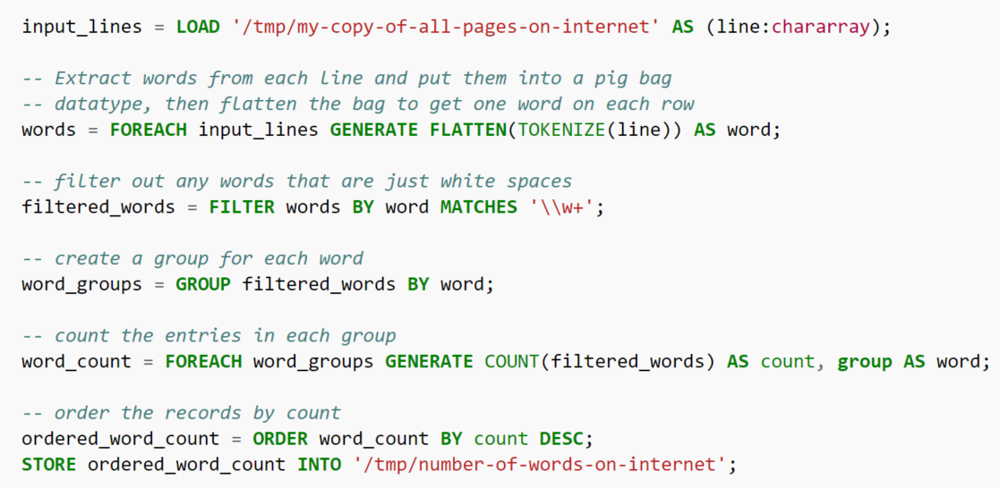 input_lines = LOAD '/tmp/my-copy-of-all-pages-on-internet' AS (line:chararray);
-- Extract words from each line and put them into a pig bag
-- datatype, then flatten the bag to get one word on each row
words = FOREACH input_lines GENERATE FLATTEN(TOKENIZE(line)) AS word;
-- filter out any words that are just white spaces
filtered_words = FILTER words BY word MATCHES '\\w+';
-- create a group for each word
word_groups = GROUP filtered_words BY word;
-- count the entries in each group
word_count = FOREACH word_groups GENERATE COUNT(filtered_words) AS count, group AS word;
-- order the records by count
ordered_word_count = ORDER word_count BY count DESC;
STORE ordered_word_count INTO '/tmp/number-of-words-on-internet';